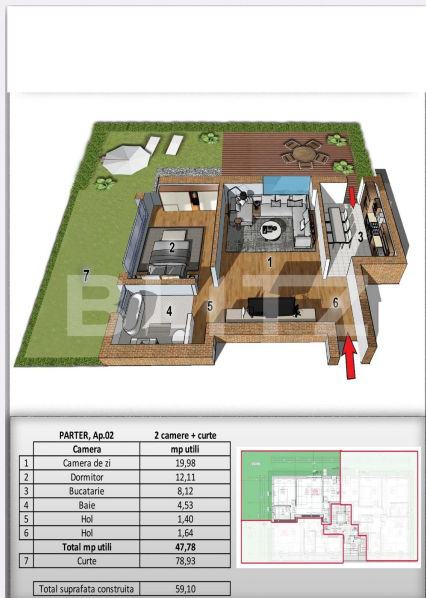 2
1
3
7
4
5
6
BLITZ
PARTER, Ap.02 2 camere + curte
Camera mp utili
1 Camera de zi 19,98
2 Dormitor 12,11
3 Bucatarie 8,12
4 Baie 4,53
5 Hol 1,40
6 Hol 1,64
Total mp utili 47,78
7 Curte 78,93
Total suprafata construita 59,10